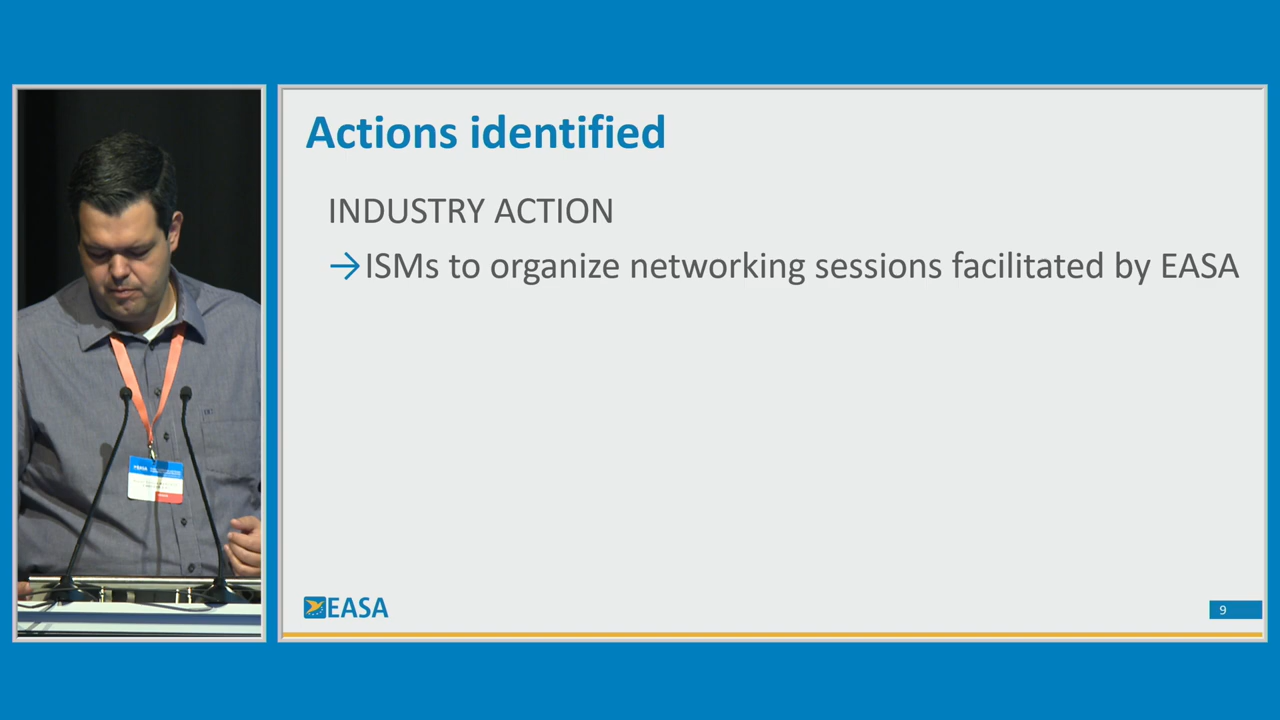 Actions identified
INDUSTRY ACTION
→ISMs to organize networking sessions facilitated by EASA
EASA
9